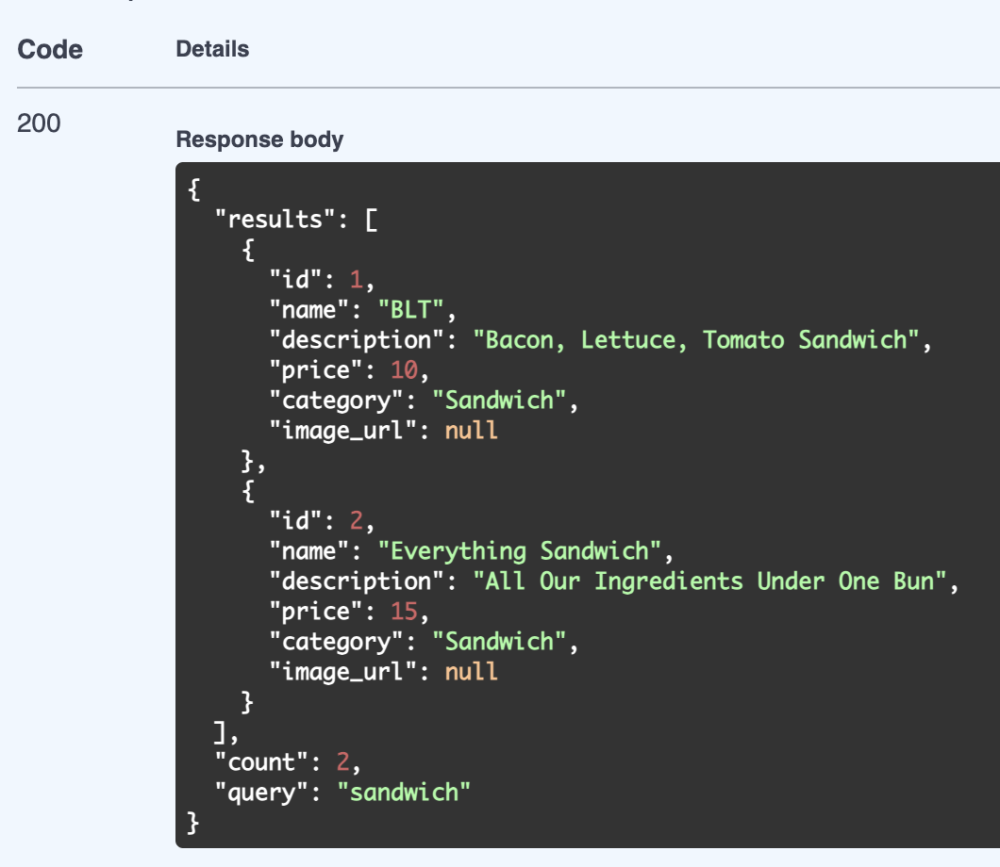 Code Details
200
Response body
{
  "results": [
    {
      "id": 1,
      "name": "BLT",
      "description": "Bacon, Lettuce, Tomato Sandwich",
      "price": 10,
      "category": "Sandwich",
      "image_url": null
    },
    {
      "id": 2,
      "name": "Everything Sandwich",
      "description": "All Our Ingredients Under One Bun",
      "price": 15,
      "category": "Sandwich",
      "image_url": null
    }
  ],
  "count": 2,
  "query": "sandwich"
}